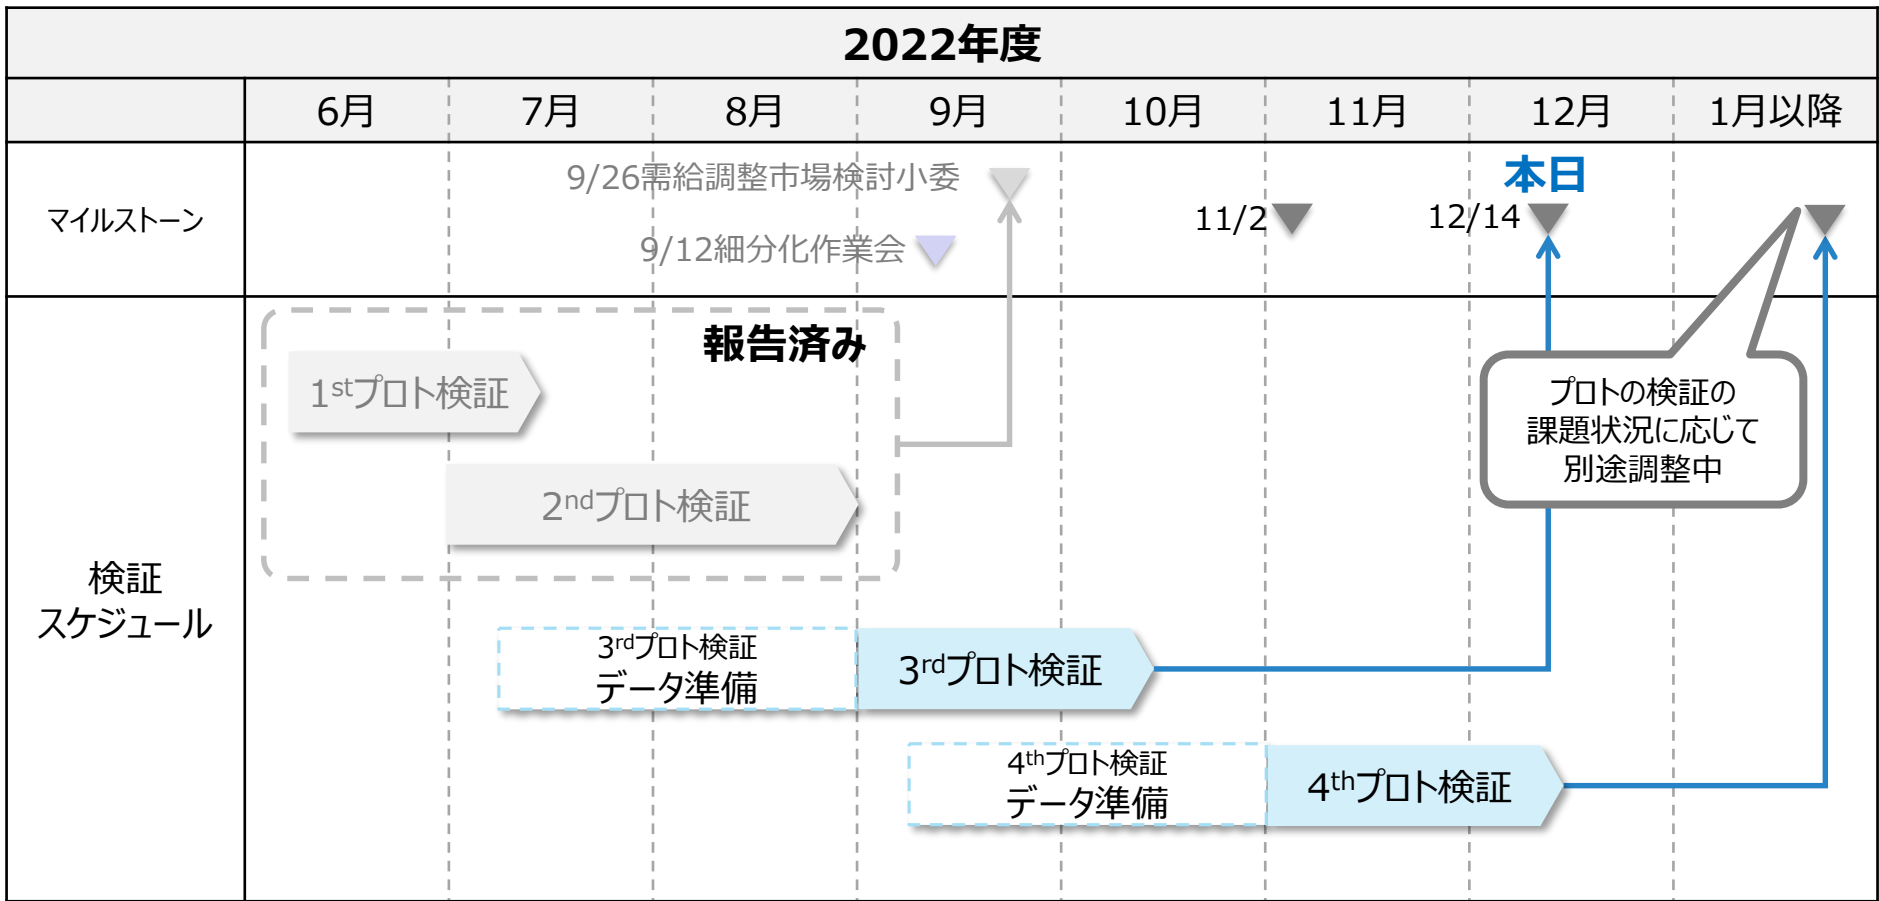 2022年度
6月 7月 8月 9月 10月 11月 12月 1月以降
マイルストーン
9/26需給調整市場検討小委
9/12細分化作業会
11/2
本日
12/14
検証
スケジュール
報告済み
1stプロト検証
2ndプロト検証
プロトの検証の
課題状況に応じて
別途調整中
3rdプロト検証
データ準備
3rdプロト検証
4thプロト検証
データ準備
4thプロト検証